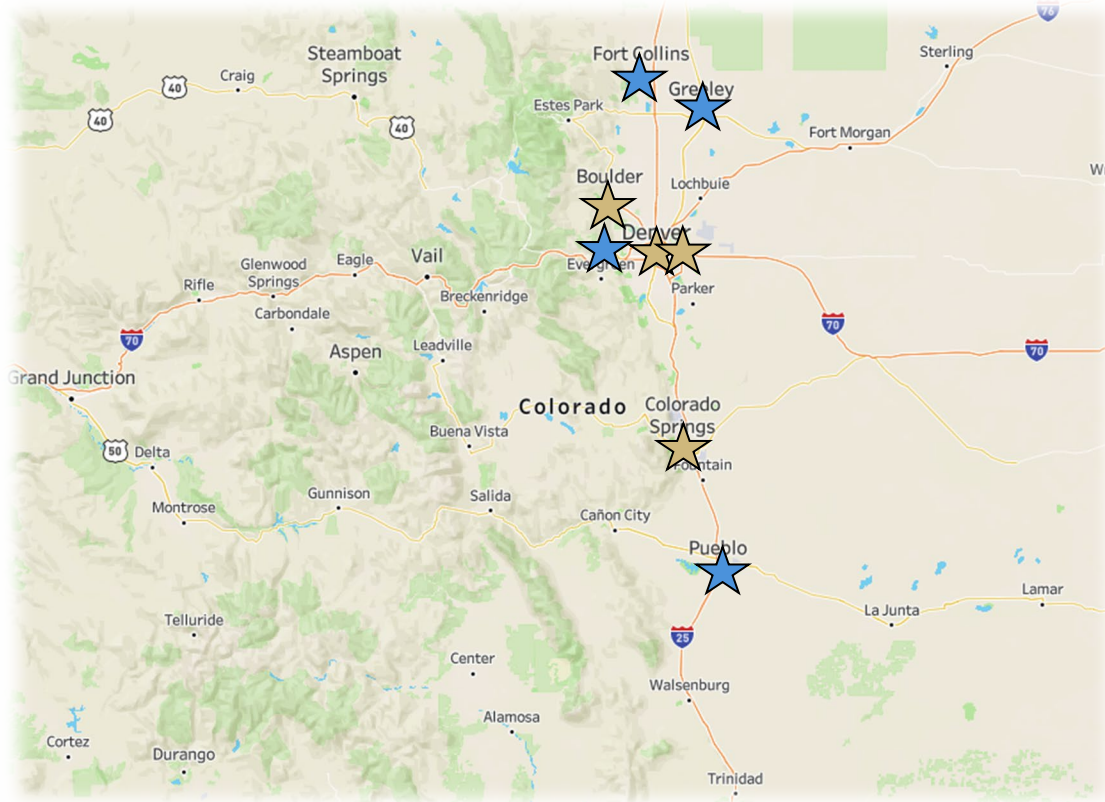 76
Steamboat
Springs
Fort Collins
Sterling
Craig
40
Greeley
Estes Park
40
40
Fort Morgan
Boulder
Lochbuie
Denver
Vail
Eagle
Glenwood
Springs
Evergreen
Rifle
Breckenridge
Parker
Carbondale
70
70
Leadville
Aspen
70
Grand Junction
Colorado
Colorado
Springs
Buena Vista
50
Delta
Fountain
Gunnison
Salida
Montrose
Cañon City
Pueblo
Lamar
La Junta
Telluride
25
Center
Walsenburg
Alamosa
Cortez
Durango
Trinidad